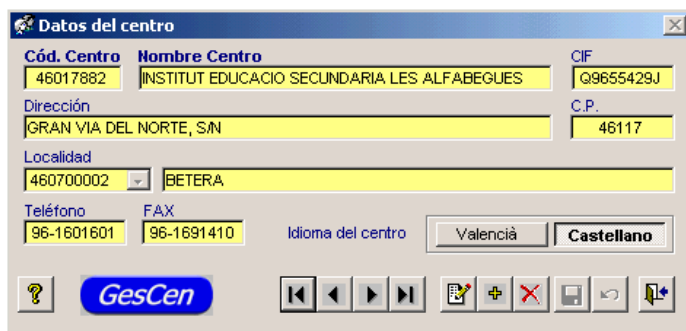 Datos del centro
Cód. Centro Nombre Centro CIF
46017882 INSTITUT EDUCACIO SECUNDARIA LES ALFABEGUES Q9655429J
Dirección C.P.
GRAN VIA DEL NORTE, S/N 46117
Localidad
460700002 BETERA
Teléfono FAX
96-1601601 96-1691410 Idioma del centro Valencià Castellano
? GesCen